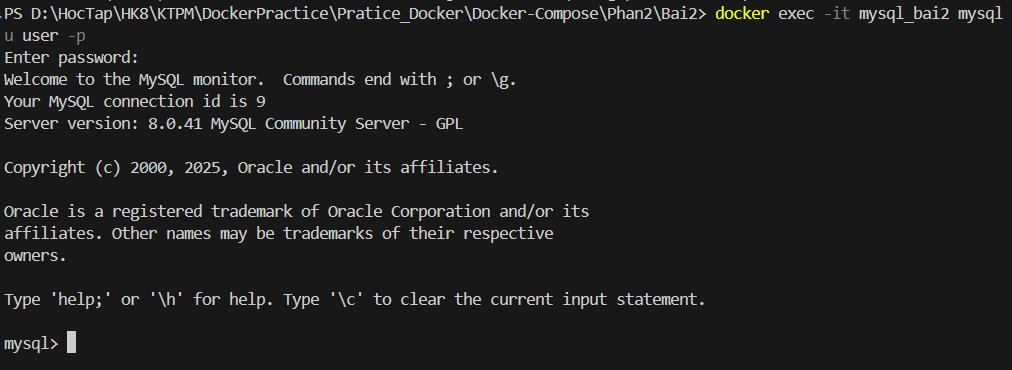 PS D:\HocTap\HK8\KTPM\DockerPractice\Pratice_Docker\Docker-Compose\Phan2\Bai2> docker exec -it mysql_bai2 mysql
u user -p
Enter password:
Welcome to the MySQL monitor.  Commands end with ; or \g.
Your MySQL connection id is 9
Server version: 8.0.41 MySQL Community Server - GPL
Copyright (c) 2000, 2025, Oracle and/or its affiliates.
Oracle is a registered trademark of Oracle Corporation and/or its
affiliates. Other names may be trademarks of their respective
owners.
Type 'help;' or '\h' for help. Type '\c' to clear the current input statement.
mysql>